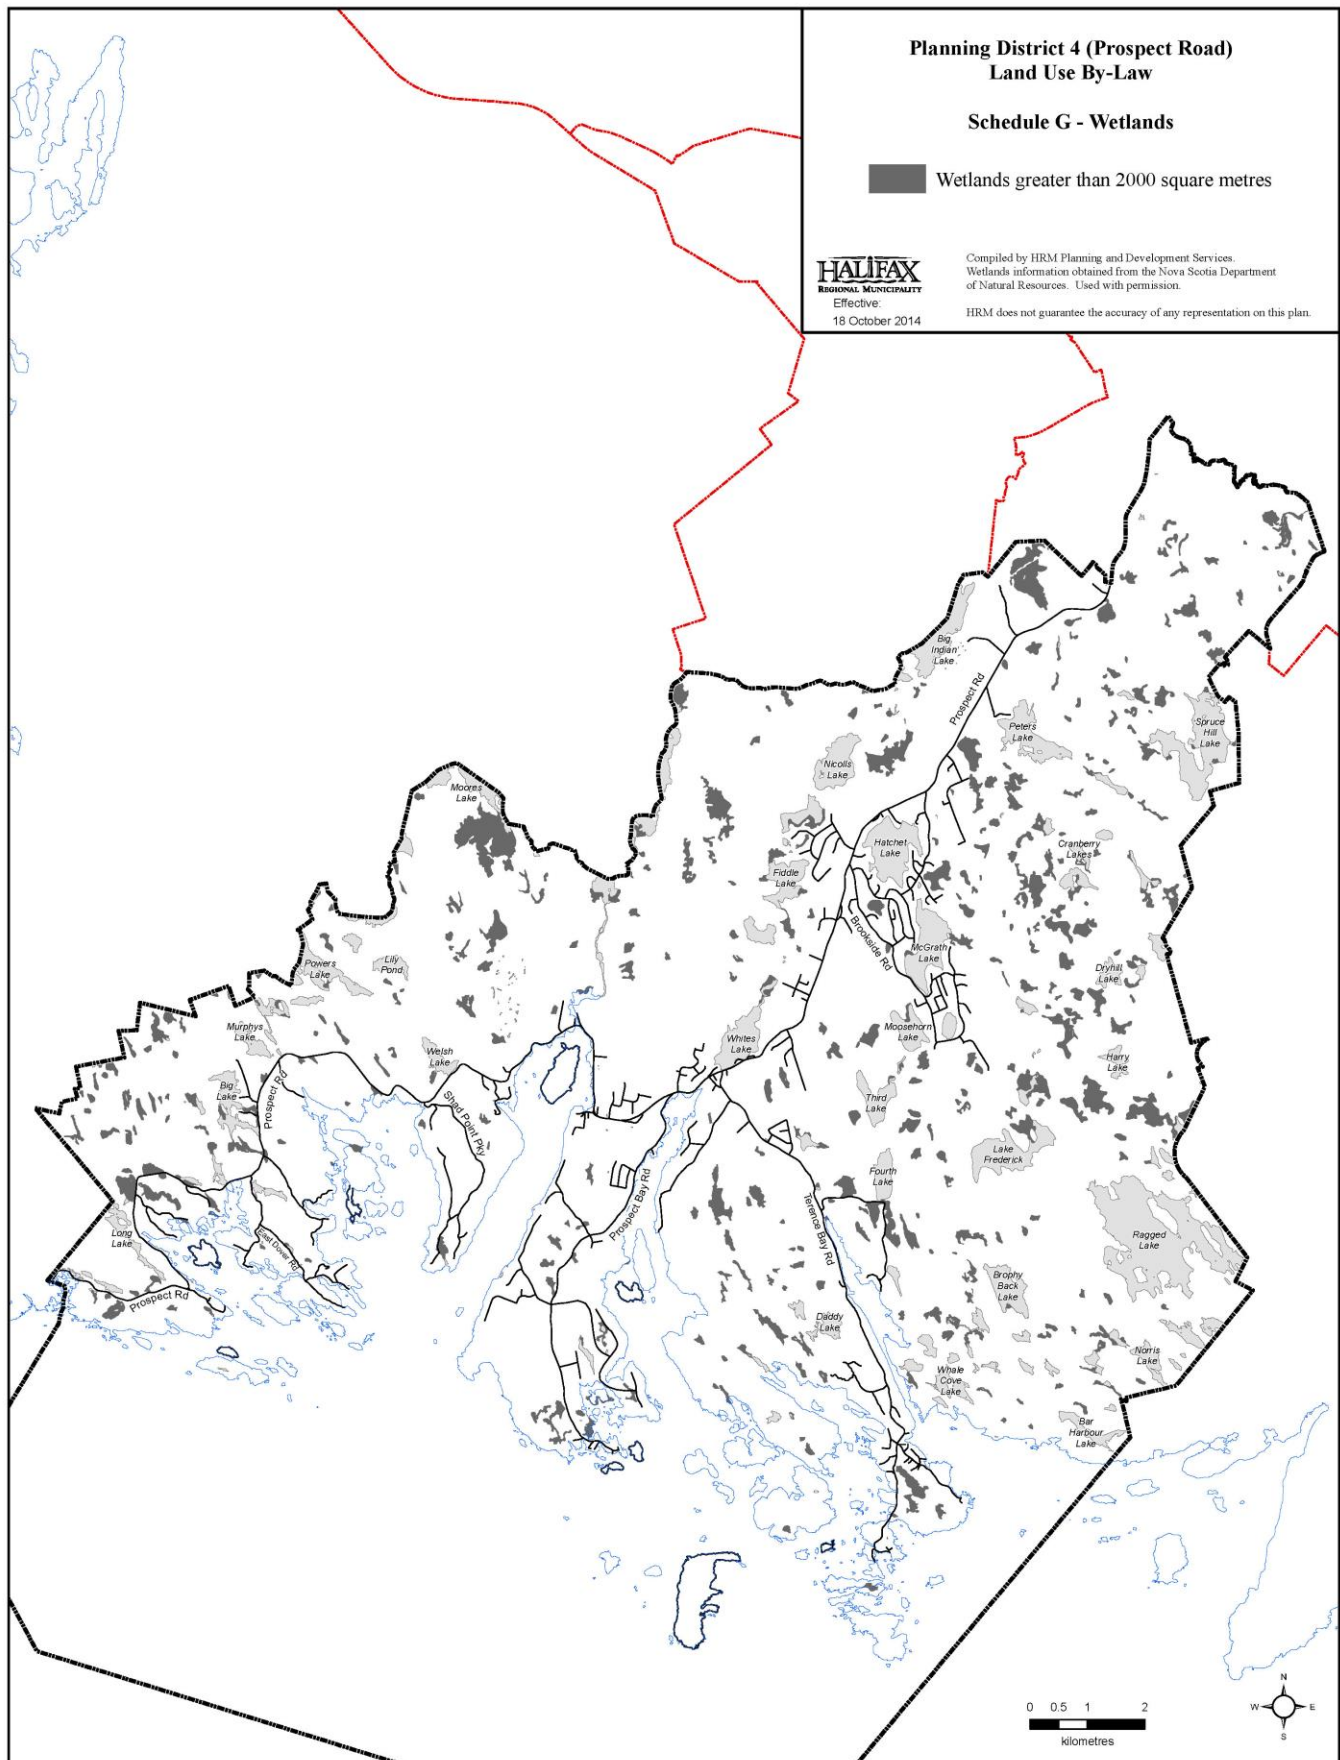 Planning District 4 (Prospect Road)
Land Use By-Law
Schedule G - Wetlands
Wetlands greater than 2000 square metres
HALIFAX
REGIONAL MUNICIPALITY
Effective:
18 October 2014
Compiled by HRM Planning and Development Services.
Wetlands information obtained from the Nova Scotia Department
of Natural Resources. Used with permission.
HRM does not guarantee the accuracy of any representation on this plan.
Big
Indian
Lake
Prospect Rd
Peters
Lake
Spruce
Hill
Lake
Nicolls
Lake
Moores
Lake
Hatchet
Lake
Cranberry
Lakes
Fiddle
Lake
Brookside Rd
McGrath
Lake
Powers
Lake
Lily
Pond
Dryhill
Lake
Murphys
Lake
Whites
Lake
Moosehorn
Lake
Welsh
Lake
Harry
Lake
Big
Lake
Prospect Rd
Shad Point Pky
Third
Lake
Lake
Frederick
Fourth
Lake
Prospect Bay Rd
Terence Bay Rd
Long
Lake
East Dover Rd
Ragged
Lake
Prospect Rd
Brophy
Back
Lake
Daddy
Lake
Norris
Lake
Whale
Cove
Lake
Bar
Harbour
Lake
N
W E
S
0 0.5 1 2
kilometres